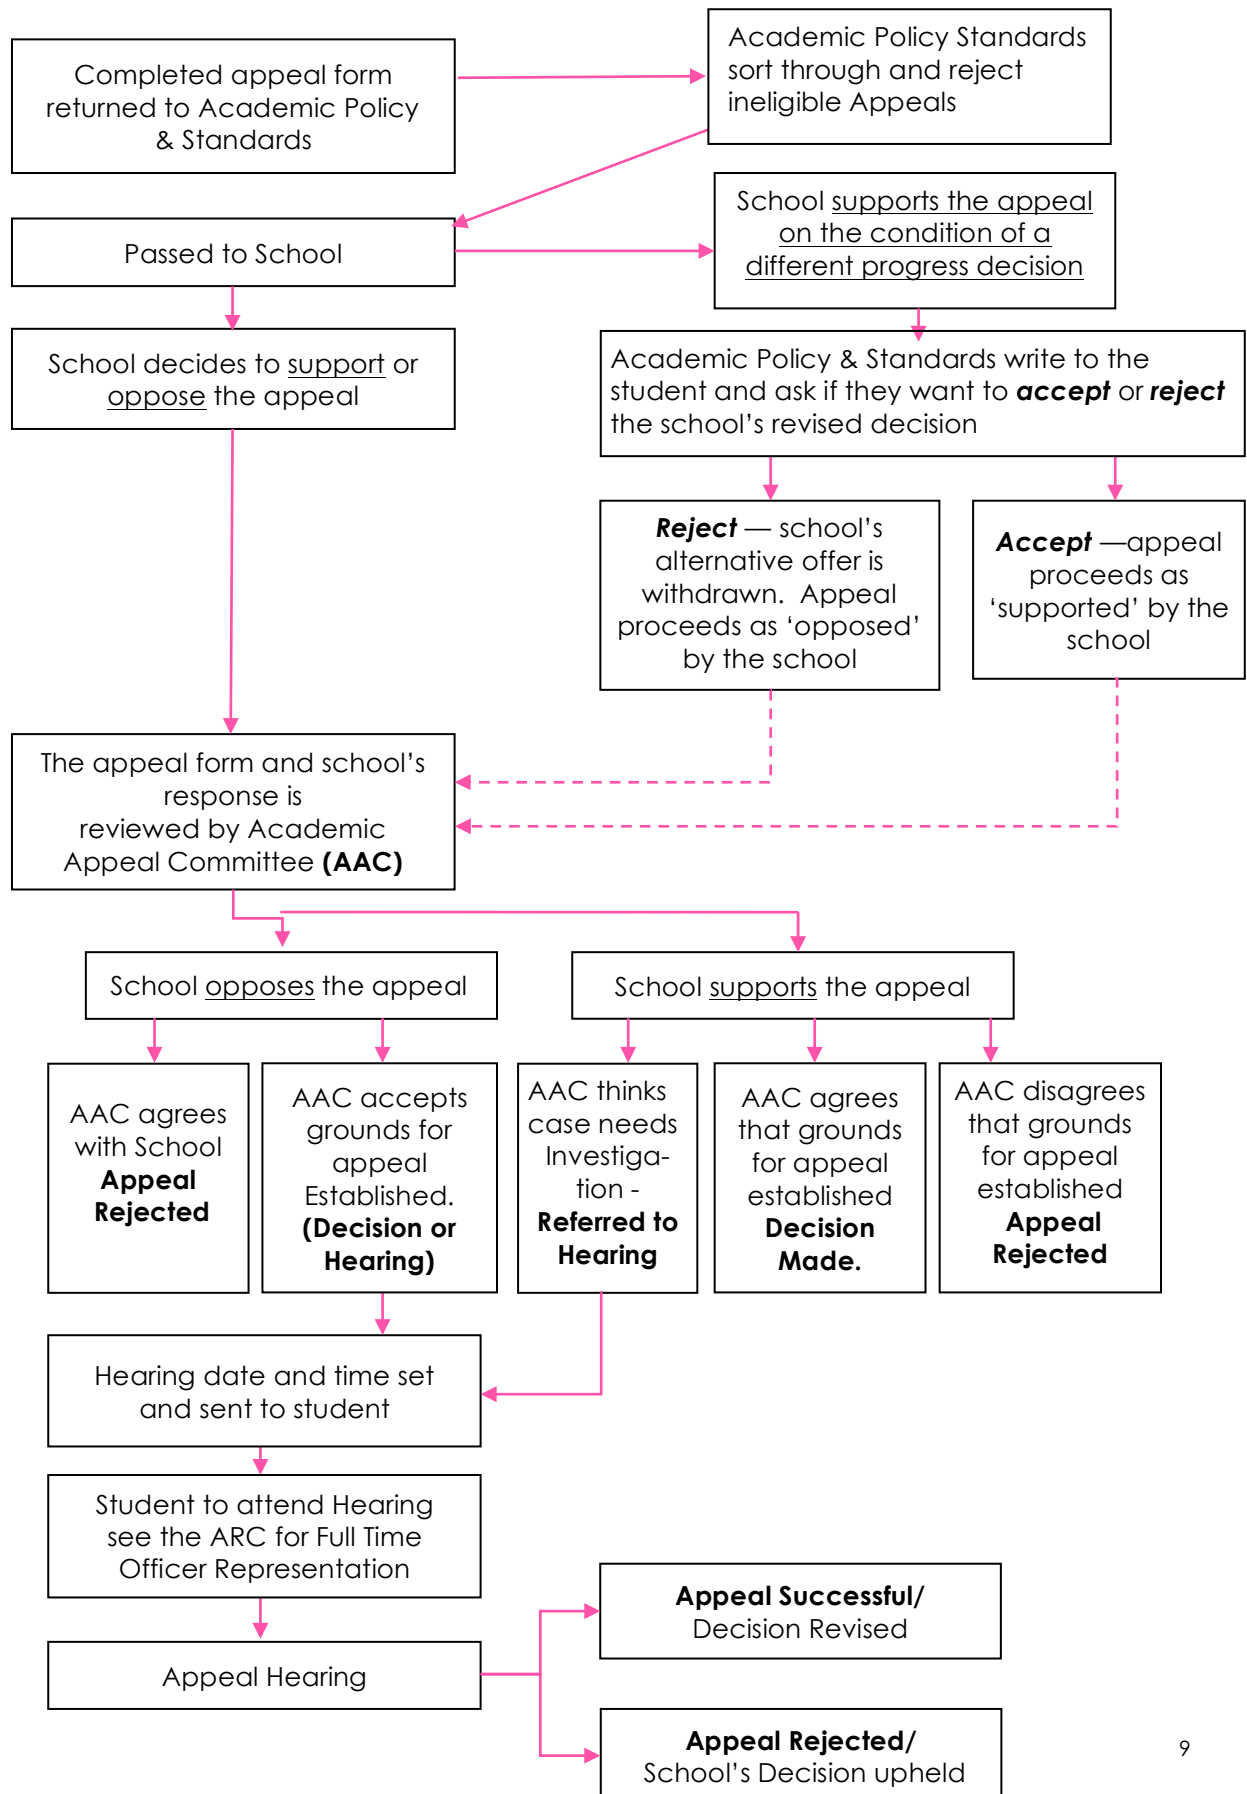 Completed appeal form
returned to Academic Policy
& Standards
Academic Policy Standards
sort through and reject
ineligible Appeals
Passed to School
School supports the appeal
on the condition of a
different progress decision
School decides to support or
oppose the appeal
Academic Policy & Standards write to the
student and ask if they want to accept or reject
the school’s revised decision
Reject — school’s
alternative offer is
withdrawn.  Appeal
proceeds as ‘opposed’
by the school
Accept —appeal
proceeds as
‘supported’ by the
school
The appeal form and school’s
response is
reviewed by Academic
Appeal Committee (AAC)
School opposes the appeal
School supports the appeal
AAC agrees
with School
Appeal
Rejected
AAC accepts
grounds for
appeal
Established.
(Decision or
Hearing)
AAC thinks
case needs
Investiga-
tion -
Referred to
Hearing
AAC agrees
that grounds
for appeal
established
Decision
Made.
AAC disagrees
that grounds
for appeal
established
Appeal
Rejected
Hearing date and time set
and sent to student
Student to attend Hearing
see the ARC for Full Time
Officer Representation
Appeal Hearing
Appeal Successful/
Decision Revised
Appeal Rejected/
School’s Decision upheld
9